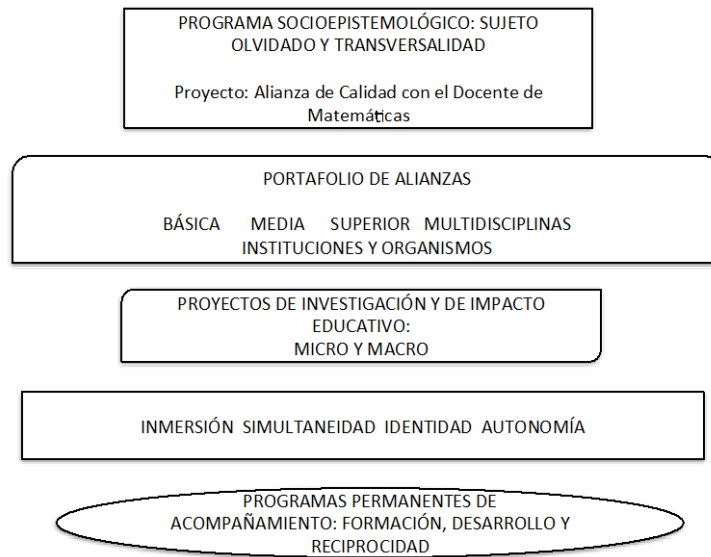 PROGRAMA SOCIOEPISTEMOLÓGICO: SUJETO
OLVIDADO Y TRANSVERSALIDAD
Proyecto: Alianza de Calidad con el Docente de
Matemáticas
PORTAFOLIO DE ALIANZAS
BÁSICA MEDIA SUPERIOR MULTIDISCIPLINAS
INSTITUCIONES Y ORGANISMOS
PROYECTOS DE INVESTIGACIÓN Y DE IMPACTO
EDUCATIVO:
MICRO Y MACRO
INMERSIÓN SIMULTANEIDAD IDENTIDAD AUTONOMÍA
PROGRAMAS PERMANENTES DE
ACOMPAÑAMIENTO: FORMACIÓN, DESARROLLO Y
RECIPROCIDAD